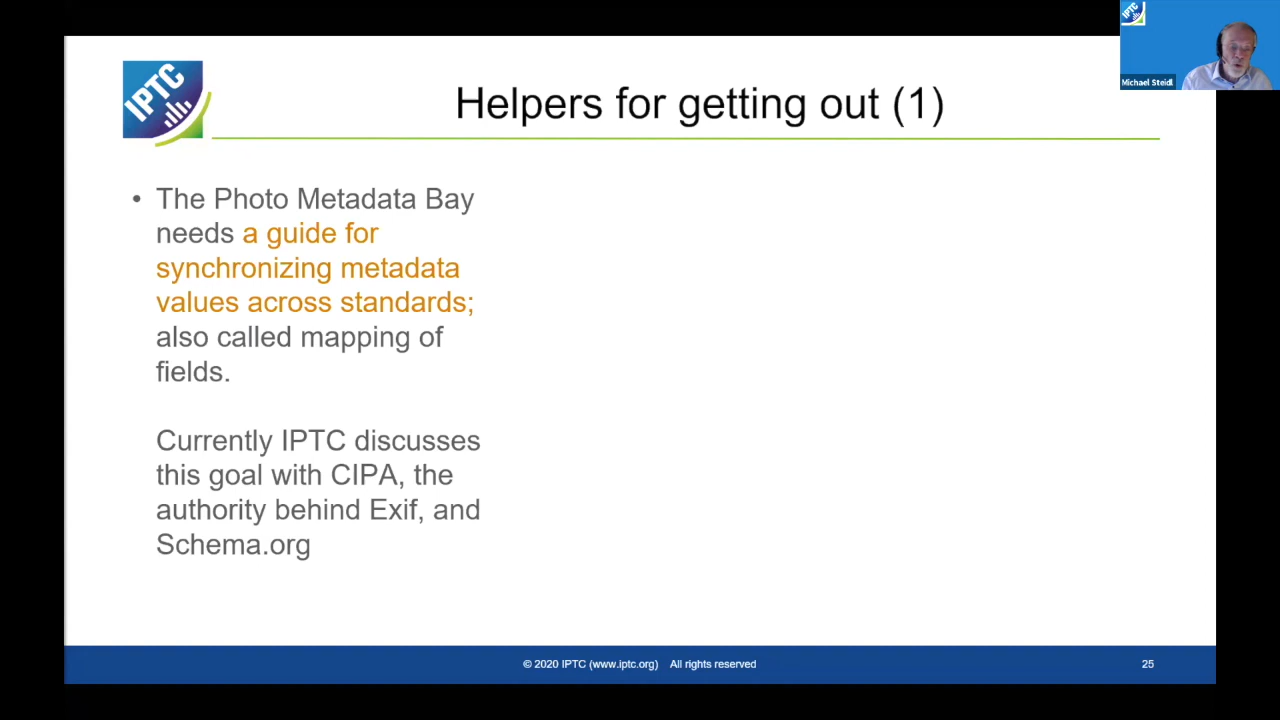 IPTC
Michael Steidl
IPTC
Helpers for getting out (1)
• The Photo Metadata Bay
needs a guide for
synchronizing metadata
values across standards;
also called mapping of
fields.
Currently IPTC discusses
this goal with CIPA, the
authority behind Exif, and
Schema.org
© 2020 IPTC (www.iptc.org) All rights reserved
25